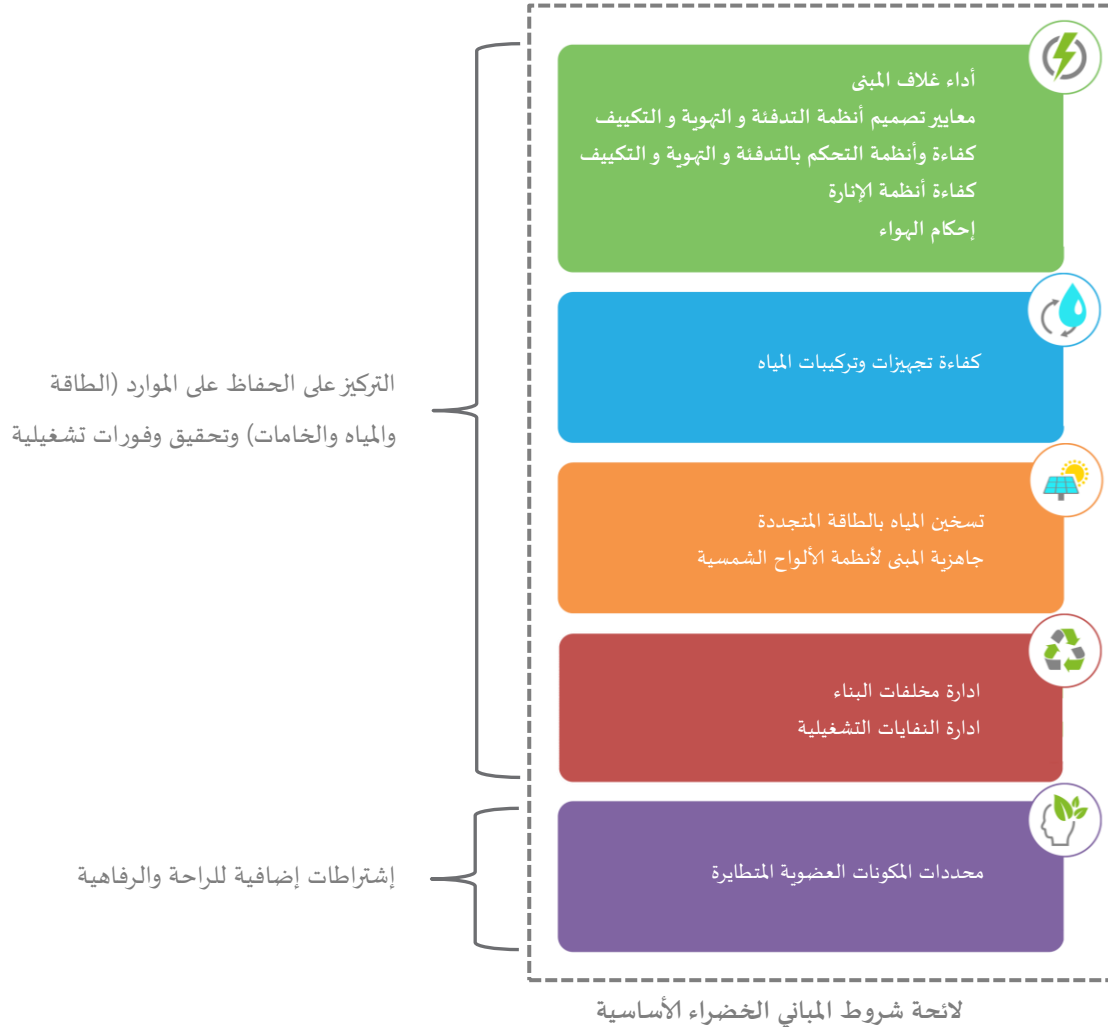 أداء غلاف المبنى
معايير تصميم أنظمة التدفئة و التهوية و التكييف
كفاءة وأنظمة التحكم بالتدفئة و التهوية و التكييف
كفاءة أنظمة الإنارة
إحكام الهواء
كفاءة تجهيزات وتركيبات المياه
تسخين المياه بالطاقة المتجددة
جاهزية المبنى لأنظمة الألواح الشمسية
ادارة مخلفات البناء
ادارة النفايات التشغيلية
التركيز على الحفاظ على الموارد (الطاقة
والمياه والخامات) وتحقيق وفورات تشغيلية
محددات المكونات العضوية المتطايرة
إشتراطات إضافية للراحة والرفاهية
لائحة شروط المباني الخضراء الأساسية